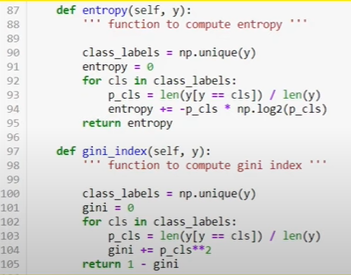 87 def entropy(self, y):
88 ''' function to compute entropy '''
89
90 class_labels = np.unique(y)
91 entropy = 0
92 for cls in class_labels:
93 p_cls = len(y[y == cls]) / len(y)
94 entropy += -p_cls * np.log2(p_cls)
95 return entropy
96
97 def gini_index(self, y):
98 ''' function to compute gini index '''
99
100 class_labels = np.unique(y)
101 gini = 0
102 for cls in class_labels:
103 p_cls = len(y[y == cls]) / len(y)
104 gini += p_cls**2
105 return 1 - gini